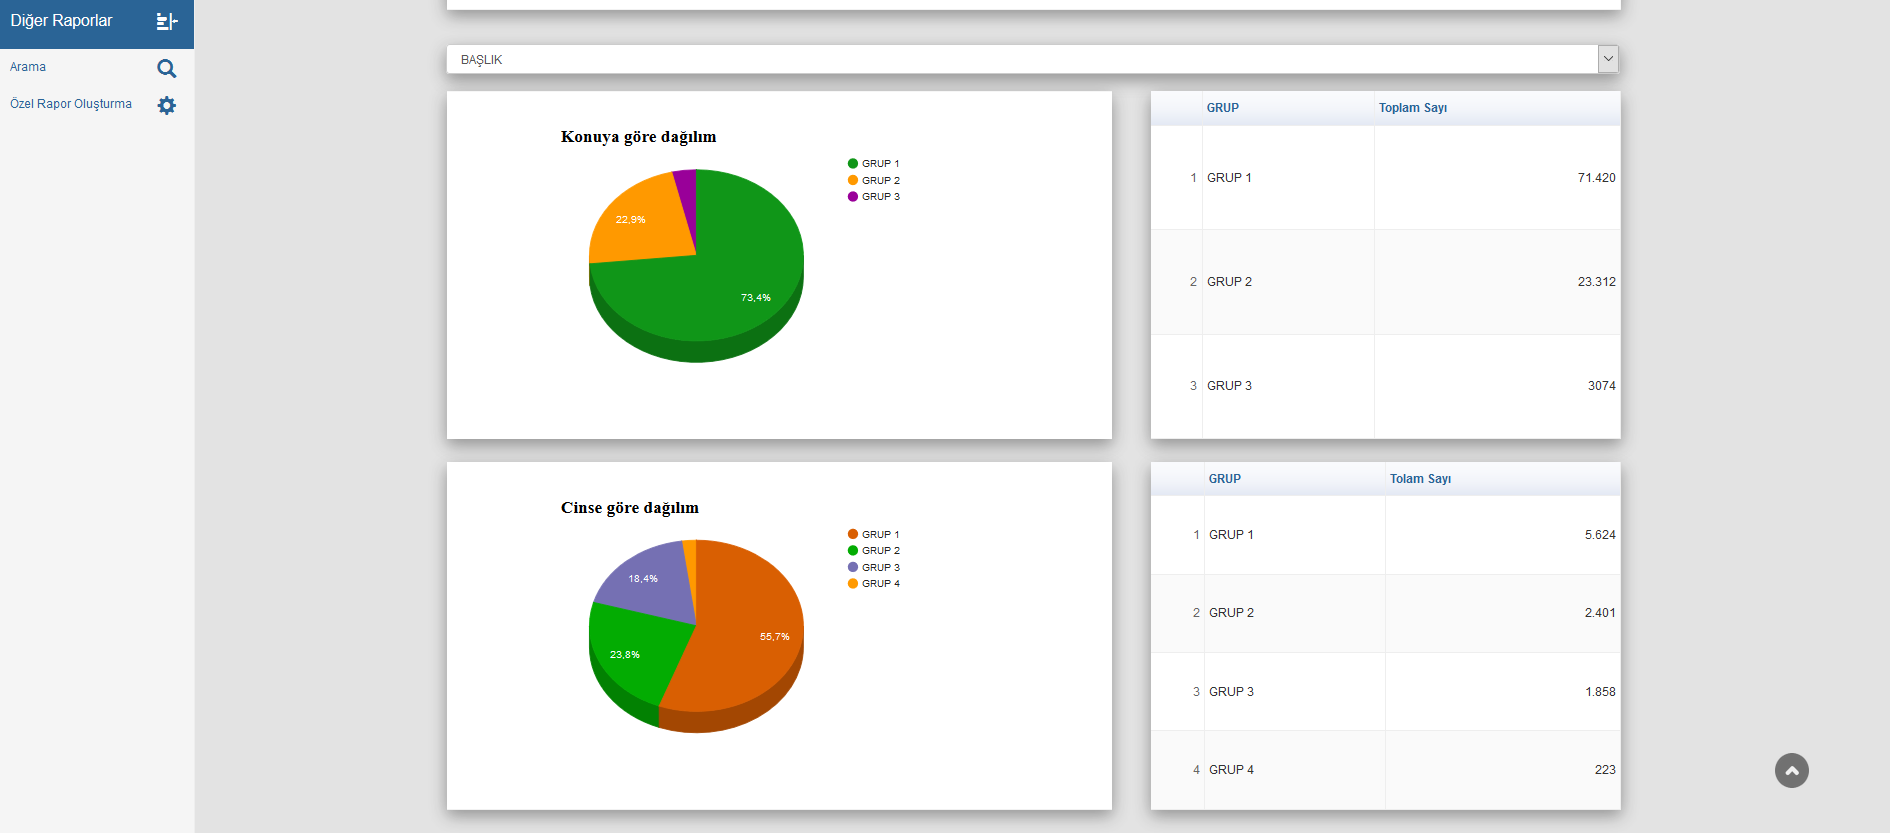 Diğer Raporlar
Arama
Özel Rapor Oluşturma
BAŞLIK
Konuya göre dağılım
GRUP 1
GRUP 2
GRUP 3
22,9%
73,4%
GRUP Toplam Sayı
1 GRUP 1 71.420
2 GRUP 2 23.312
3 GRUP 3 3074
Cinse göre dağılım
GRUP 1
GRUP 2
GRUP 3
GRUP 4
18,4%
55,7%
23,8%
GRUP Tolam Sayı
1 GRUP 1 5.624
2 GRUP 2 2.401
3 GRUP 3 1.858
4 GRUP 4 223